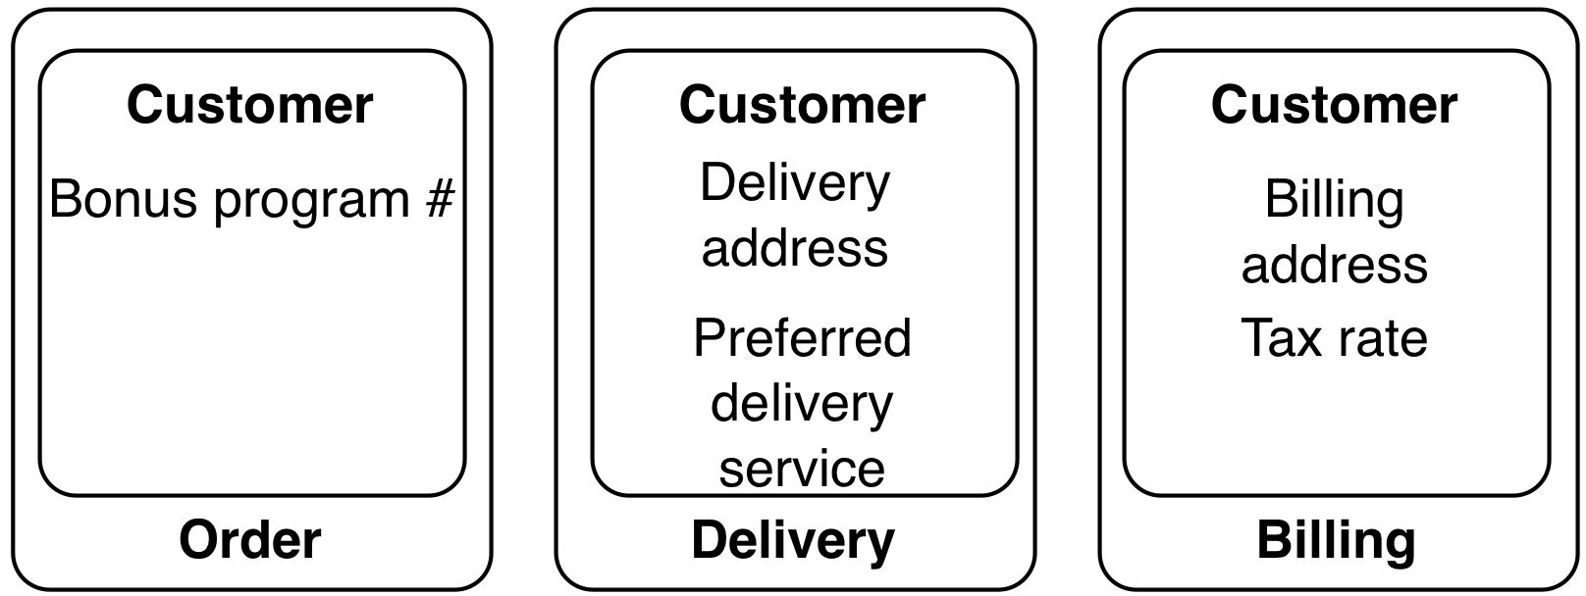 Customer
Bonus program #
Order
Customer
Delivery
address
Preferred
delivery
service
Delivery
Customer
Billing
address
Tax rate
Billing